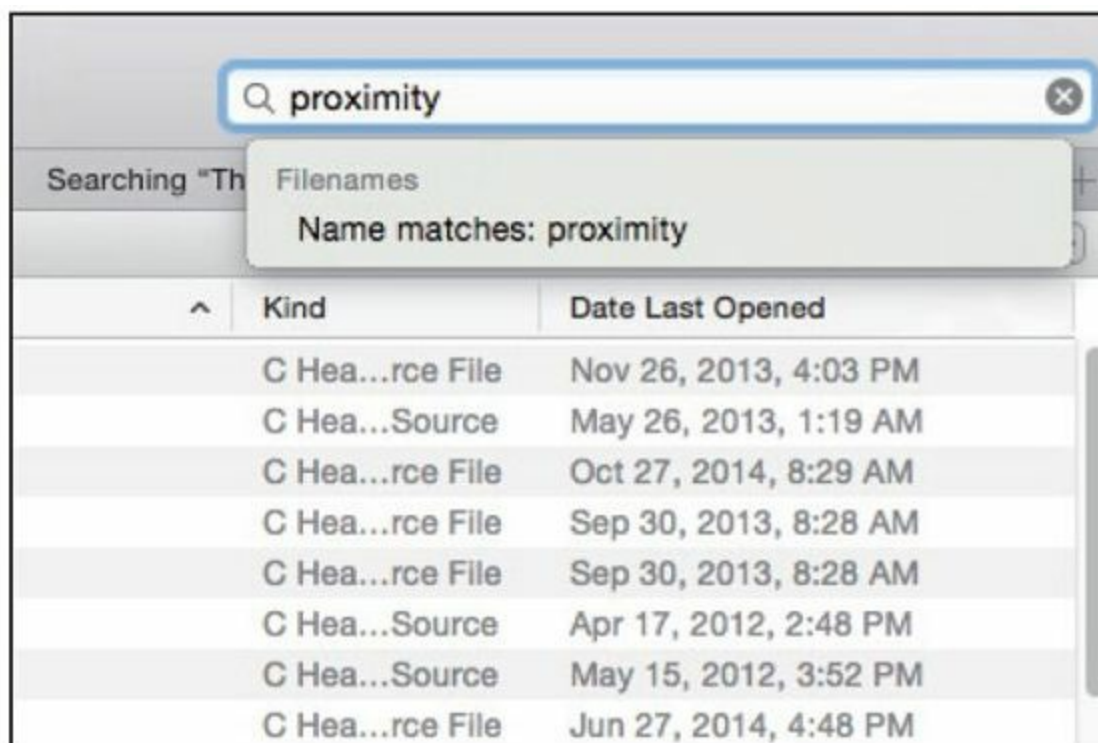 proximity
Searching “Th
Filenames
Name matches: proximity
Kind Date Last Opened
C Hea...rce File Nov 26, 2013, 4:03 PM
C Hea...Source May 26, 2013, 1:19 AM
C Hea...rce File Oct 27, 2014, 8:29 AM
C Hea...rce File Sep 30, 2013, 8:28 AM
C Hea...rce File Sep 30, 2013, 8:28 AM
C Hea...Source Apr 17, 2012, 2:48 PM
C Hea...Source May 15, 2012, 3:52 PM
C Hea...rce File Jun 27, 2014, 4:48 PM